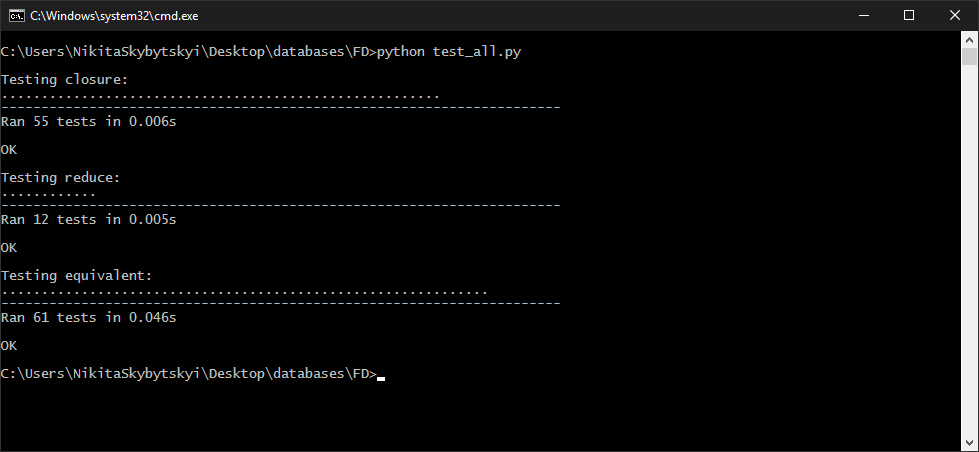 C:\Windows\system32\cmd.exe
C:\Users\NikitaSkybytskyi\Desktop\databases\FD>python test_all.py
Testing closure:
.......................................................
----------------------------------------------------------------------
Ran 55 tests in 0.006s
OK
Testing reduce:
............
----------------------------------------------------------------------
Ran 12 tests in 0.005s
OK
Testing equivalent:
.............................................................
----------------------------------------------------------------------
Ran 61 tests in 0.046s
OK
C:\Users\NikitaSkybytskyi\Desktop\databases\FD>